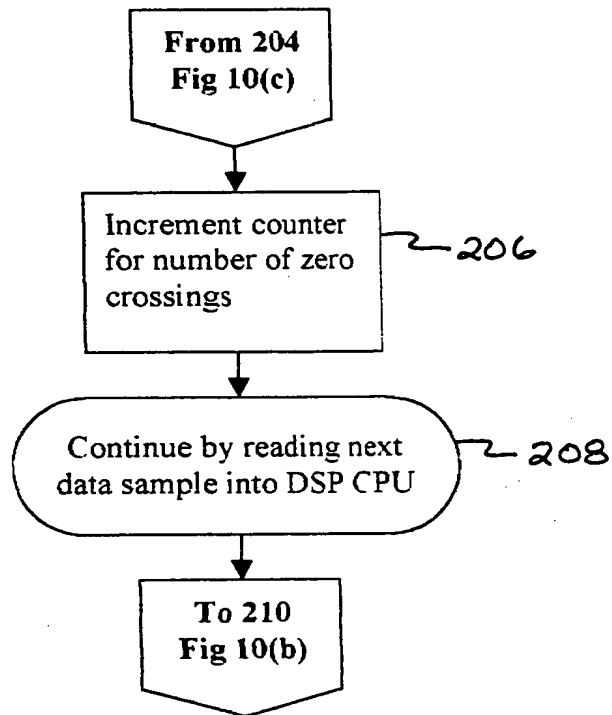 From 204
Fig 10(c)
Increment counter
for number of zero
crossings
206
Continue by reading next
data sample into DSP CPU
208
To 210
Fig 10(b)